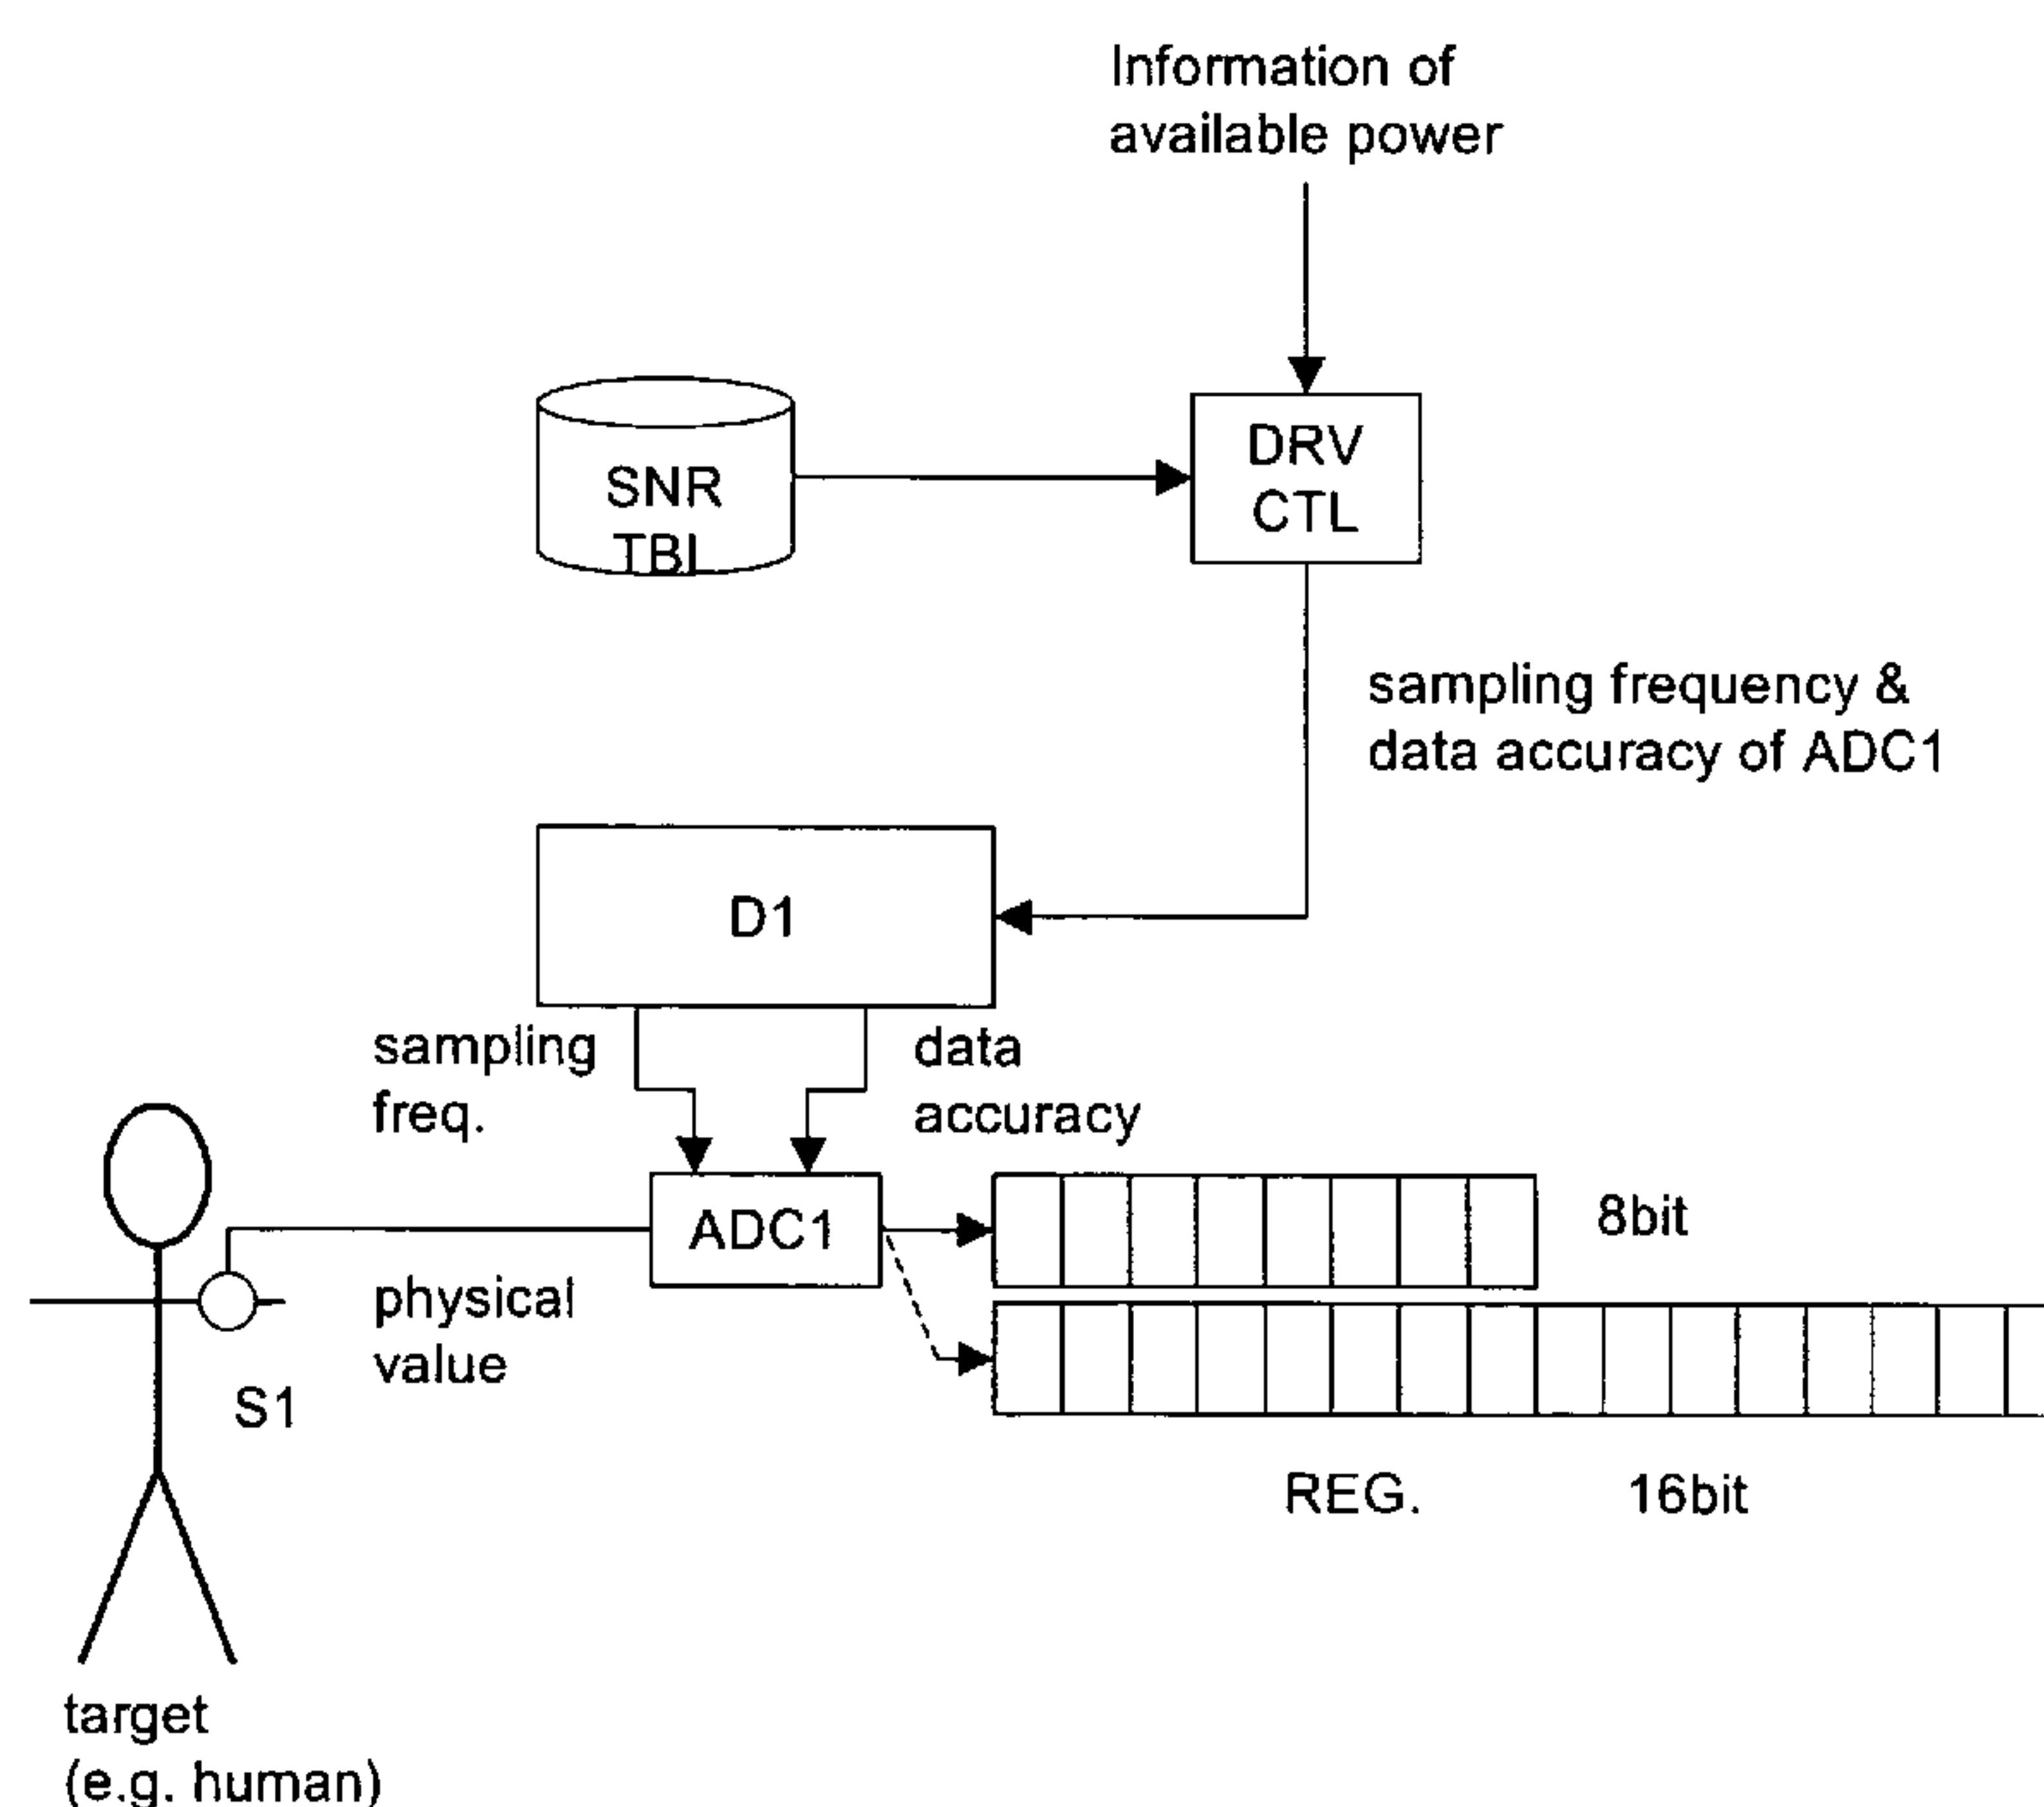 Information of
available power
DRV
CTL
SNR
TBL
sampling frequency &
data accuracy of ADC1
D1
sampling
freq.
data
accuracy
ADC1
8bit
physical
value
S1
REG.
16bit
target
(e.g. human)